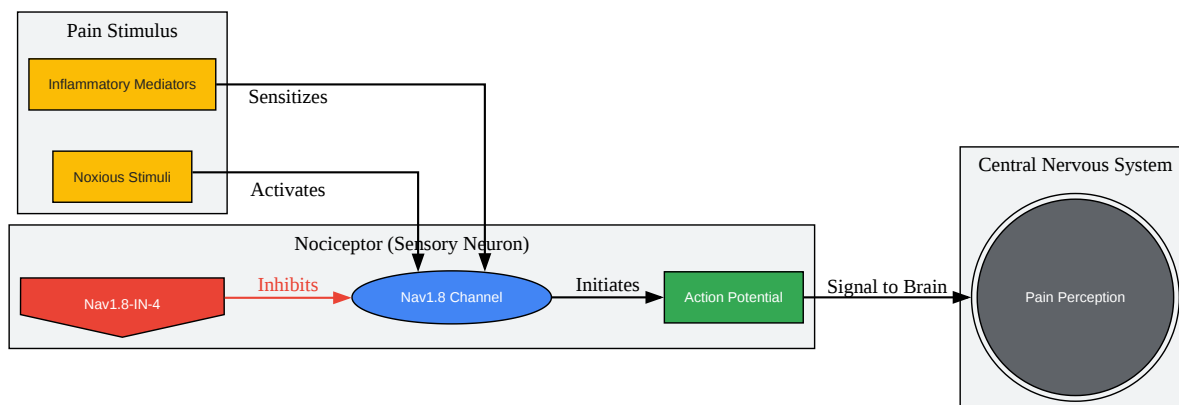 Pain Stimulus
Inflammatory Mediators
Sensitizes
Noxious Stimuli
Activates
Central Nervous System
Nociceptor (Sensory Neuron)
Nav1.8-IN-4
Inhibits
Nav1.8 Channel
Initiates
Action Potential
Signal to Brain
Pain Perception